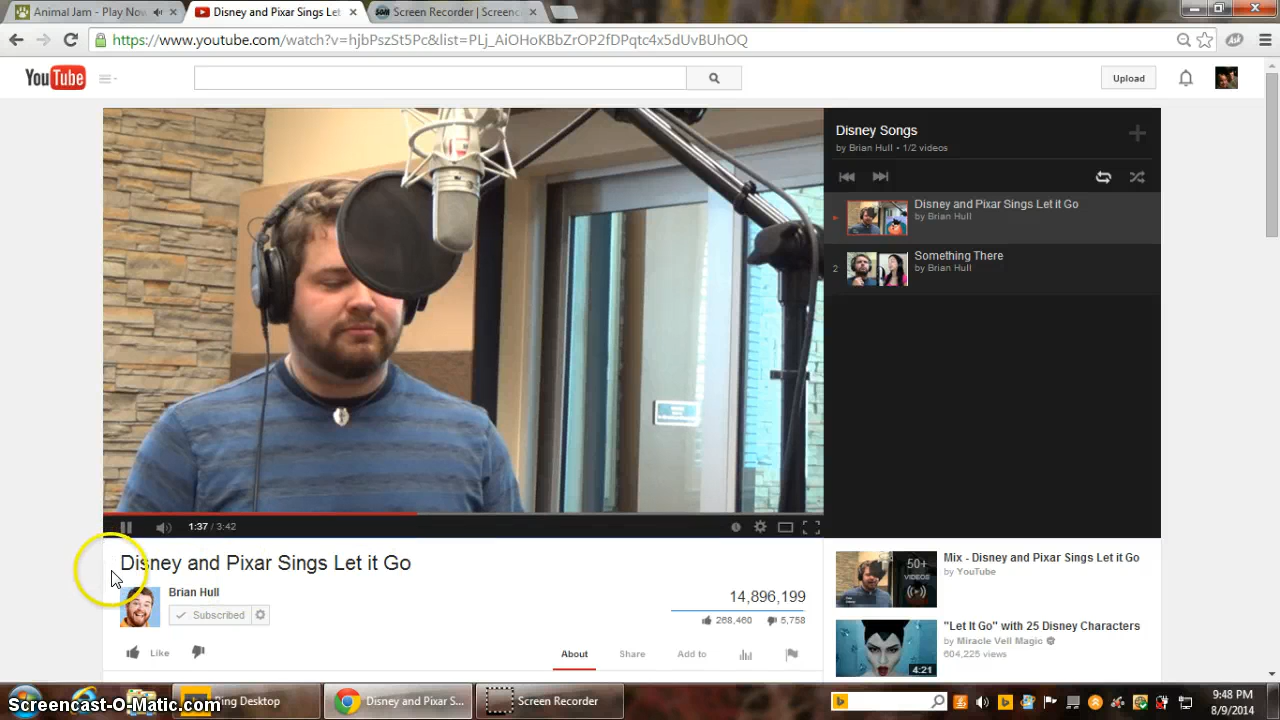 Animal Jam - Play Now
Disney and Pixar Sings Let
Screen Recorder | Screenc
https://www.youtube.com/watch?v=hjbPszSt5Pc&list=PLj_AiOHoKBbZrOP2fDPqtc4x5dUvBUhOQ
Ask
YouTube
Upload
Disney Songs
by Brian Hull • 1/2 videos
Disney and Pixar Sings Let it Go
by Brian Hull
2
Something There
by Brian Hull
1:37 / 3:42
Disney and Pixar Sings Let it Go
Brian Hull
Subscribed
14,896,199
268,460
5,758
Like
About
Share
Add to
50+
VIDEOS
Mix - Disney and Pixar Sings Let it Go
by YouTube
"Let It Go" with 25 Disney Characters
by Miracle Vell Magic
604,225 views
4:21
Bing Desktop
Disney and Pixar S...
Screen Recorder
Screencast-O-Matic.com
9:48 PM
8/9/2014